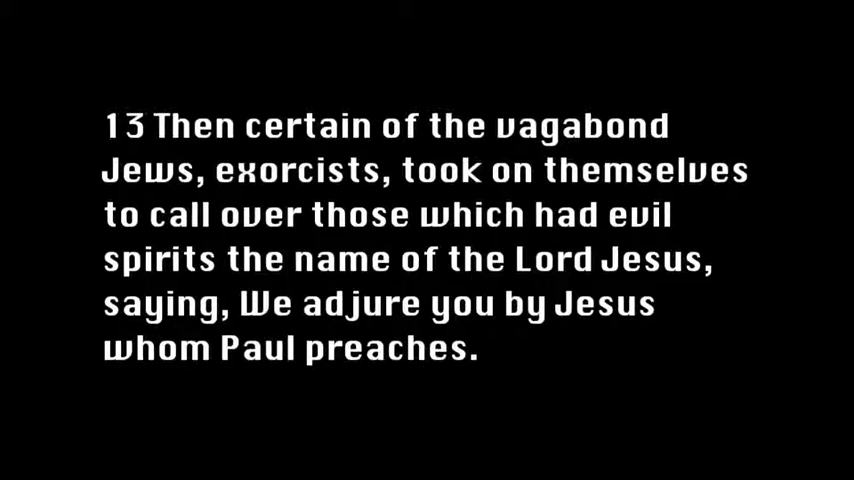 13 Then certain of the vagabond
Jews, exorcists, took on themselves
to call over those which had evil
spirits the name of the Lord Jesus,
saying, We adjure you by Jesus
whom Paul preaches.